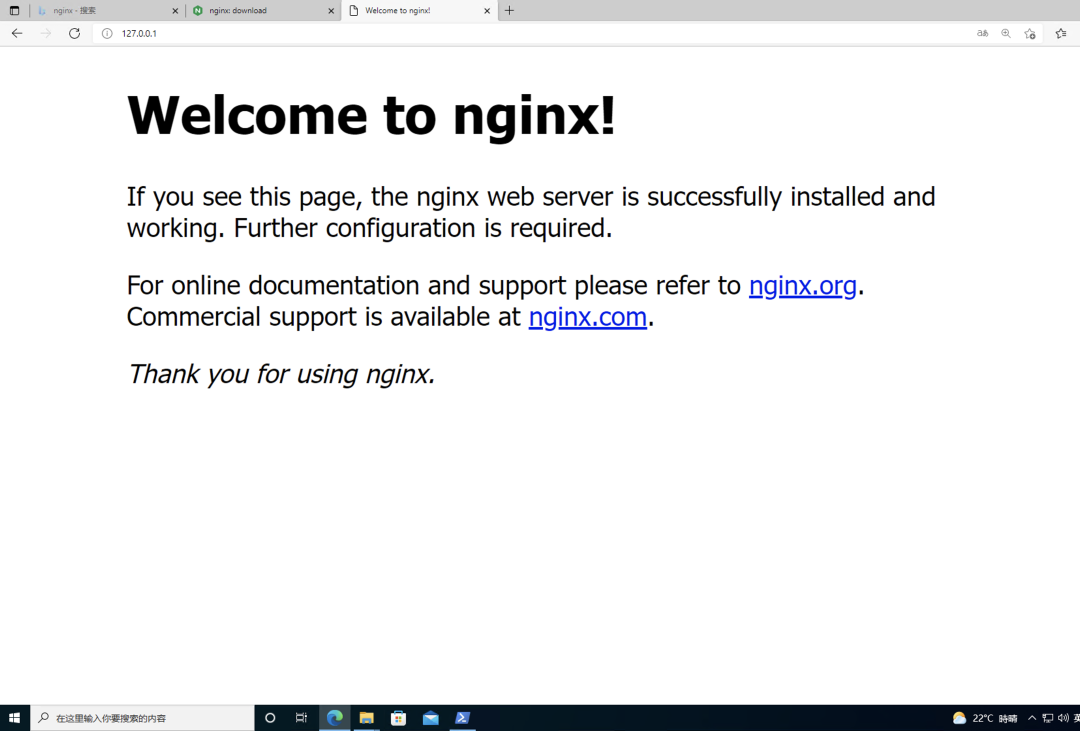 nginx - 搜索
nginx: download
Welcome to nginx!
127.0.0.1
Welcome to nginx!
If you see this page, the nginx web server is successfully installed and
working. Further configuration is required.
For online documentation and support please refer to nginx.org.
Commercial support is available at nginx.com.
Thank you for using nginx.
在这里输入你要搜索的内容
22°C 時晴
英